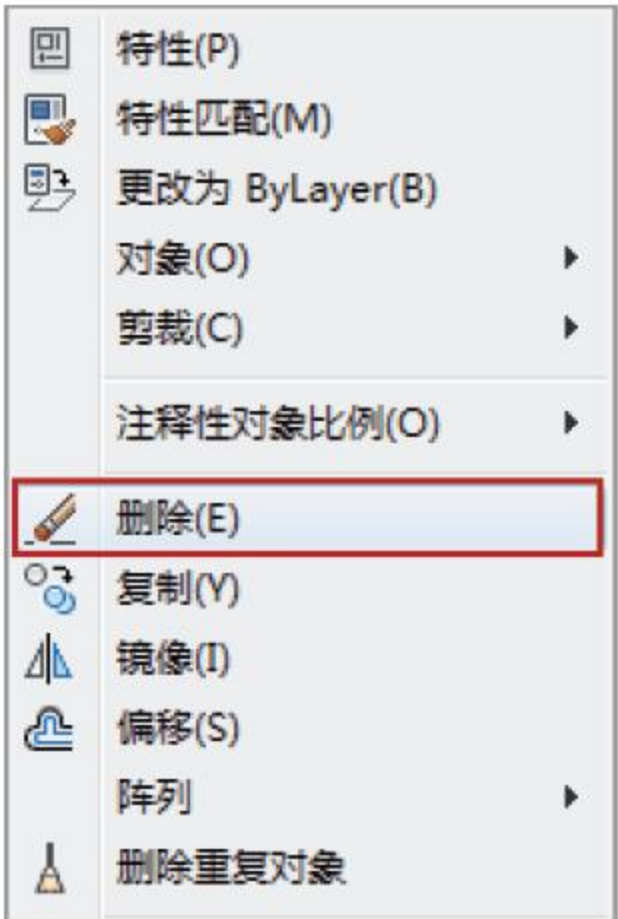 特性(P)
特性匹配(M)
更改为 ByLayer(B)
对象(O)
剪裁(C)
注释性对象比例(O)
删除(E)
复制(Y)
镜像(I)
偏移(S)
阵列
删除重复对象